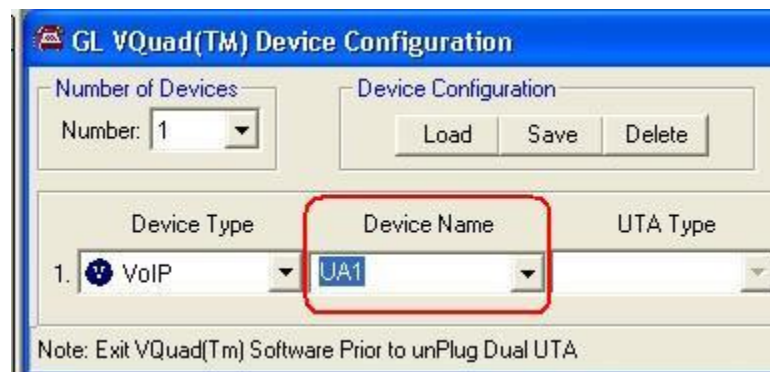 GL VQuad(TM) Device Configuration
Number of Devices
Device Configuration
Number: 1
Load Save Delete
Device Type Device Name UTA Type
1. V VoIP UA1
Note: Exit VQuad(Tm) Software Prior to unPlug Dual UTA